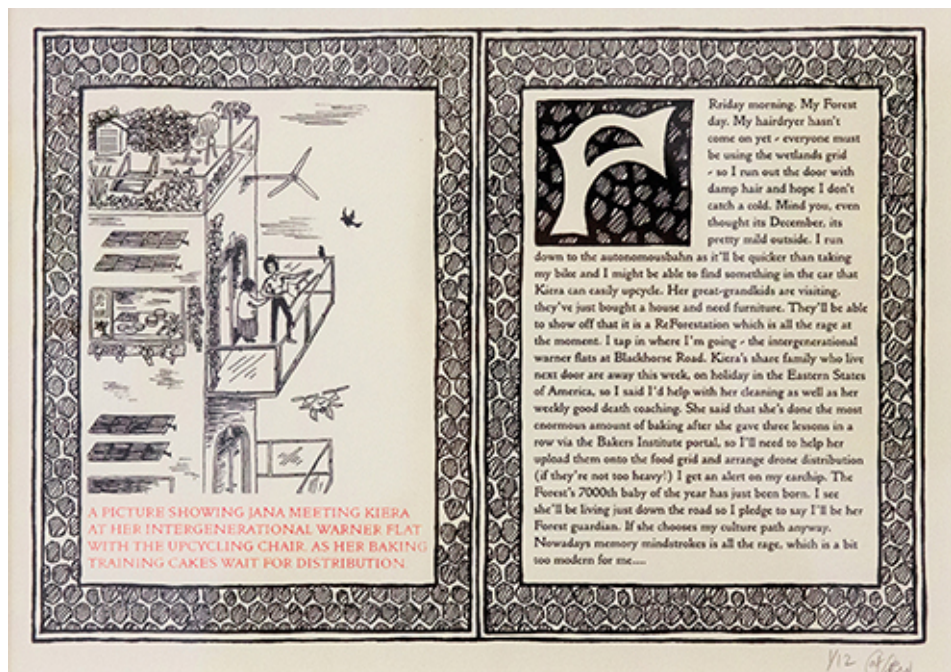 A PICTURE SHOWING JANA MEETING KIERA
AT HER INTERGENERATIONAL WARNER FLAT
WITH THE UPCYCLING CHAIR, AS HER BAKING
TRAINING CAKES WAIT FOR DISTRIBUTION.
F
Rriday morning. My Forest
day. My hairdryer hasn't
come on yet - everyone must
be using the wetlands grid
- so I run out the door with
damp hair and hope I don't
catch a cold. Mind you, even
thought its December, its
pretty mild outside. I run
down to the autonomousbahn as it'll be quicker than taking
my bike and I might be able to find something in the car that
Kiera can easily upcycle. Her great-grandkids are visiting,
they've just bought a house and need furniture. They'll be able
to show off that it is a ReForestation which is all the rage at
the moment. I tap in where I'm going - the intergenerational
warner flats at Blackhorse Road. Kiera's share family who live
next door are away this week, on holiday in the Eastern States
of America, so I said I'd help with her cleaning as well as her
weekly good death coaching. She said that she's done the most
enormous amount of baking after she gave three lessons in a
row via the Bakers Institute portal, so I'll need to help her
upload them onto the food grid and arrange drone distribution
(if they're not too heavy!) I get an alert on my earchip. The
Forest's 7000th baby of the year has just been born. I see
she'll be living just down the road so I pledge to say I'll be her
Forest guardian. If she chooses my culture path anyway.
Nowadays memory mindstrokes is all the rage, which is a bit
too modern for me....
1/12